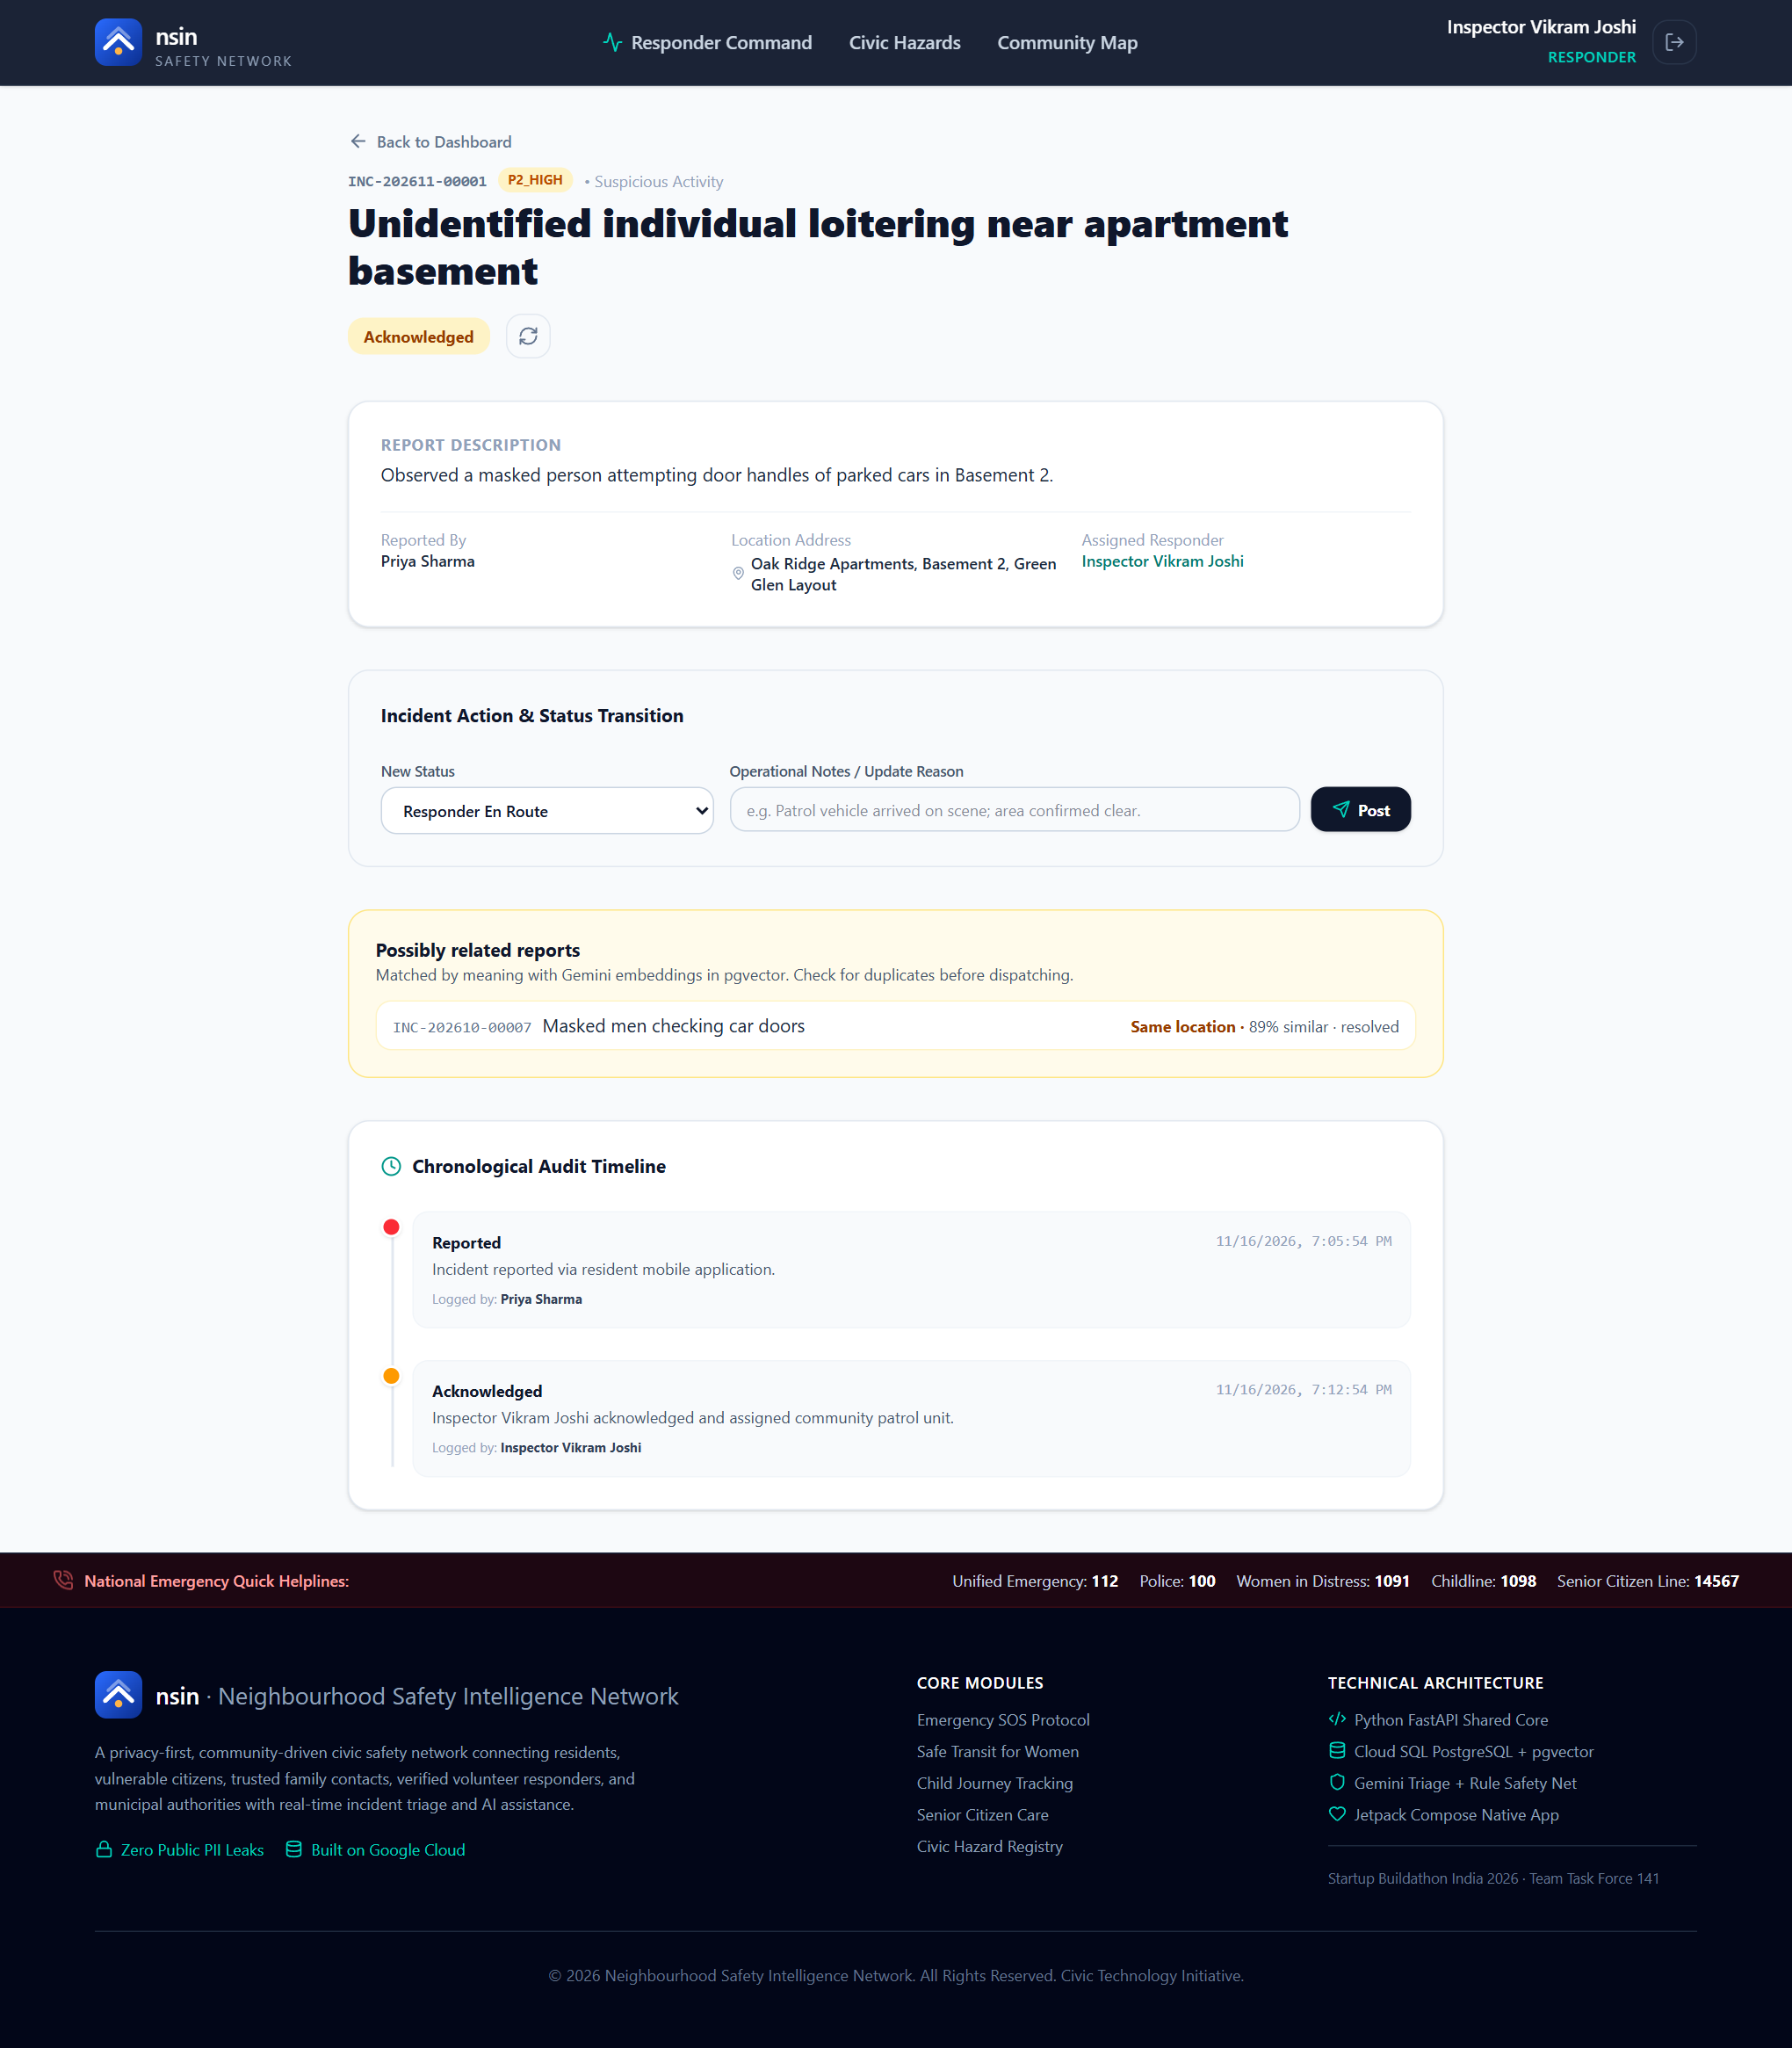 nsin
SAFETY NETWORK
Responder Command
Civic Hazards
Community Map
Inspector Vikram Joshi
RESPONDER
Back to Dashboard
INC-202611-00001 P2_HIGH • Suspicious Activity
Unidentified individual loitering near apartment
basement
Acknowledged
REPORT DESCRIPTION
Observed a masked person attempting door handles of parked cars in Basement 2.
Reported By
Priya Sharma
Location Address
Oak Ridge Apartments, Basement 2, Green
Glen Layout
Assigned Responder
Inspector Vikram Joshi
Incident Action & Status Transition
New Status
Responder En Route
Operational Notes / Update Reason
e.g. Patrol vehicle arrived on scene; area confirmed clear.
Post
Possibly related reports
Matched by meaning with Gemini embeddings in pgvector. Check for duplicates before dispatching.
INC-202610-00007 Masked men checking car doors
Same location · 89% similar · resolved
Chronological Audit Timeline
Reported
11/16/2026, 7:05:54 PM
Incident reported via resident mobile application.
Logged by: Priya Sharma
Acknowledged
11/16/2026, 7:12:54 PM
Inspector Vikram Joshi acknowledged and assigned community patrol unit.
Logged by: Inspector Vikram Joshi
National Emergency Quick Helplines:
Unified Emergency: 112 Police: 100 Women in Distress: 1091 Childline: 1098 Senior Citizen Line: 14567
nsin · Neighbourhood Safety Intelligence Network
A privacy-first, community-driven civic safety network connecting residents,
vulnerable citizens, trusted family contacts, verified volunteer responders, and
municipal authorities with real-time incident triage and AI assistance.
Zero Public PII Leaks
Built on Google Cloud
CORE MODULES
Emergency SOS Protocol
Safe Transit for Women
Child Journey Tracking
Senior Citizen Care
Civic Hazard Registry
TECHNICAL ARCHITECTURE
Python FastAPI Shared Core
Cloud SQL PostgreSQL + pgvector
Gemini Triage + Rule Safety Net
Jetpack Compose Native App
Startup Buildathon India 2026 · Team Task Force 141
© 2026 Neighbourhood Safety Intelligence Network. All Rights Reserved. Civic Technology Initiative.